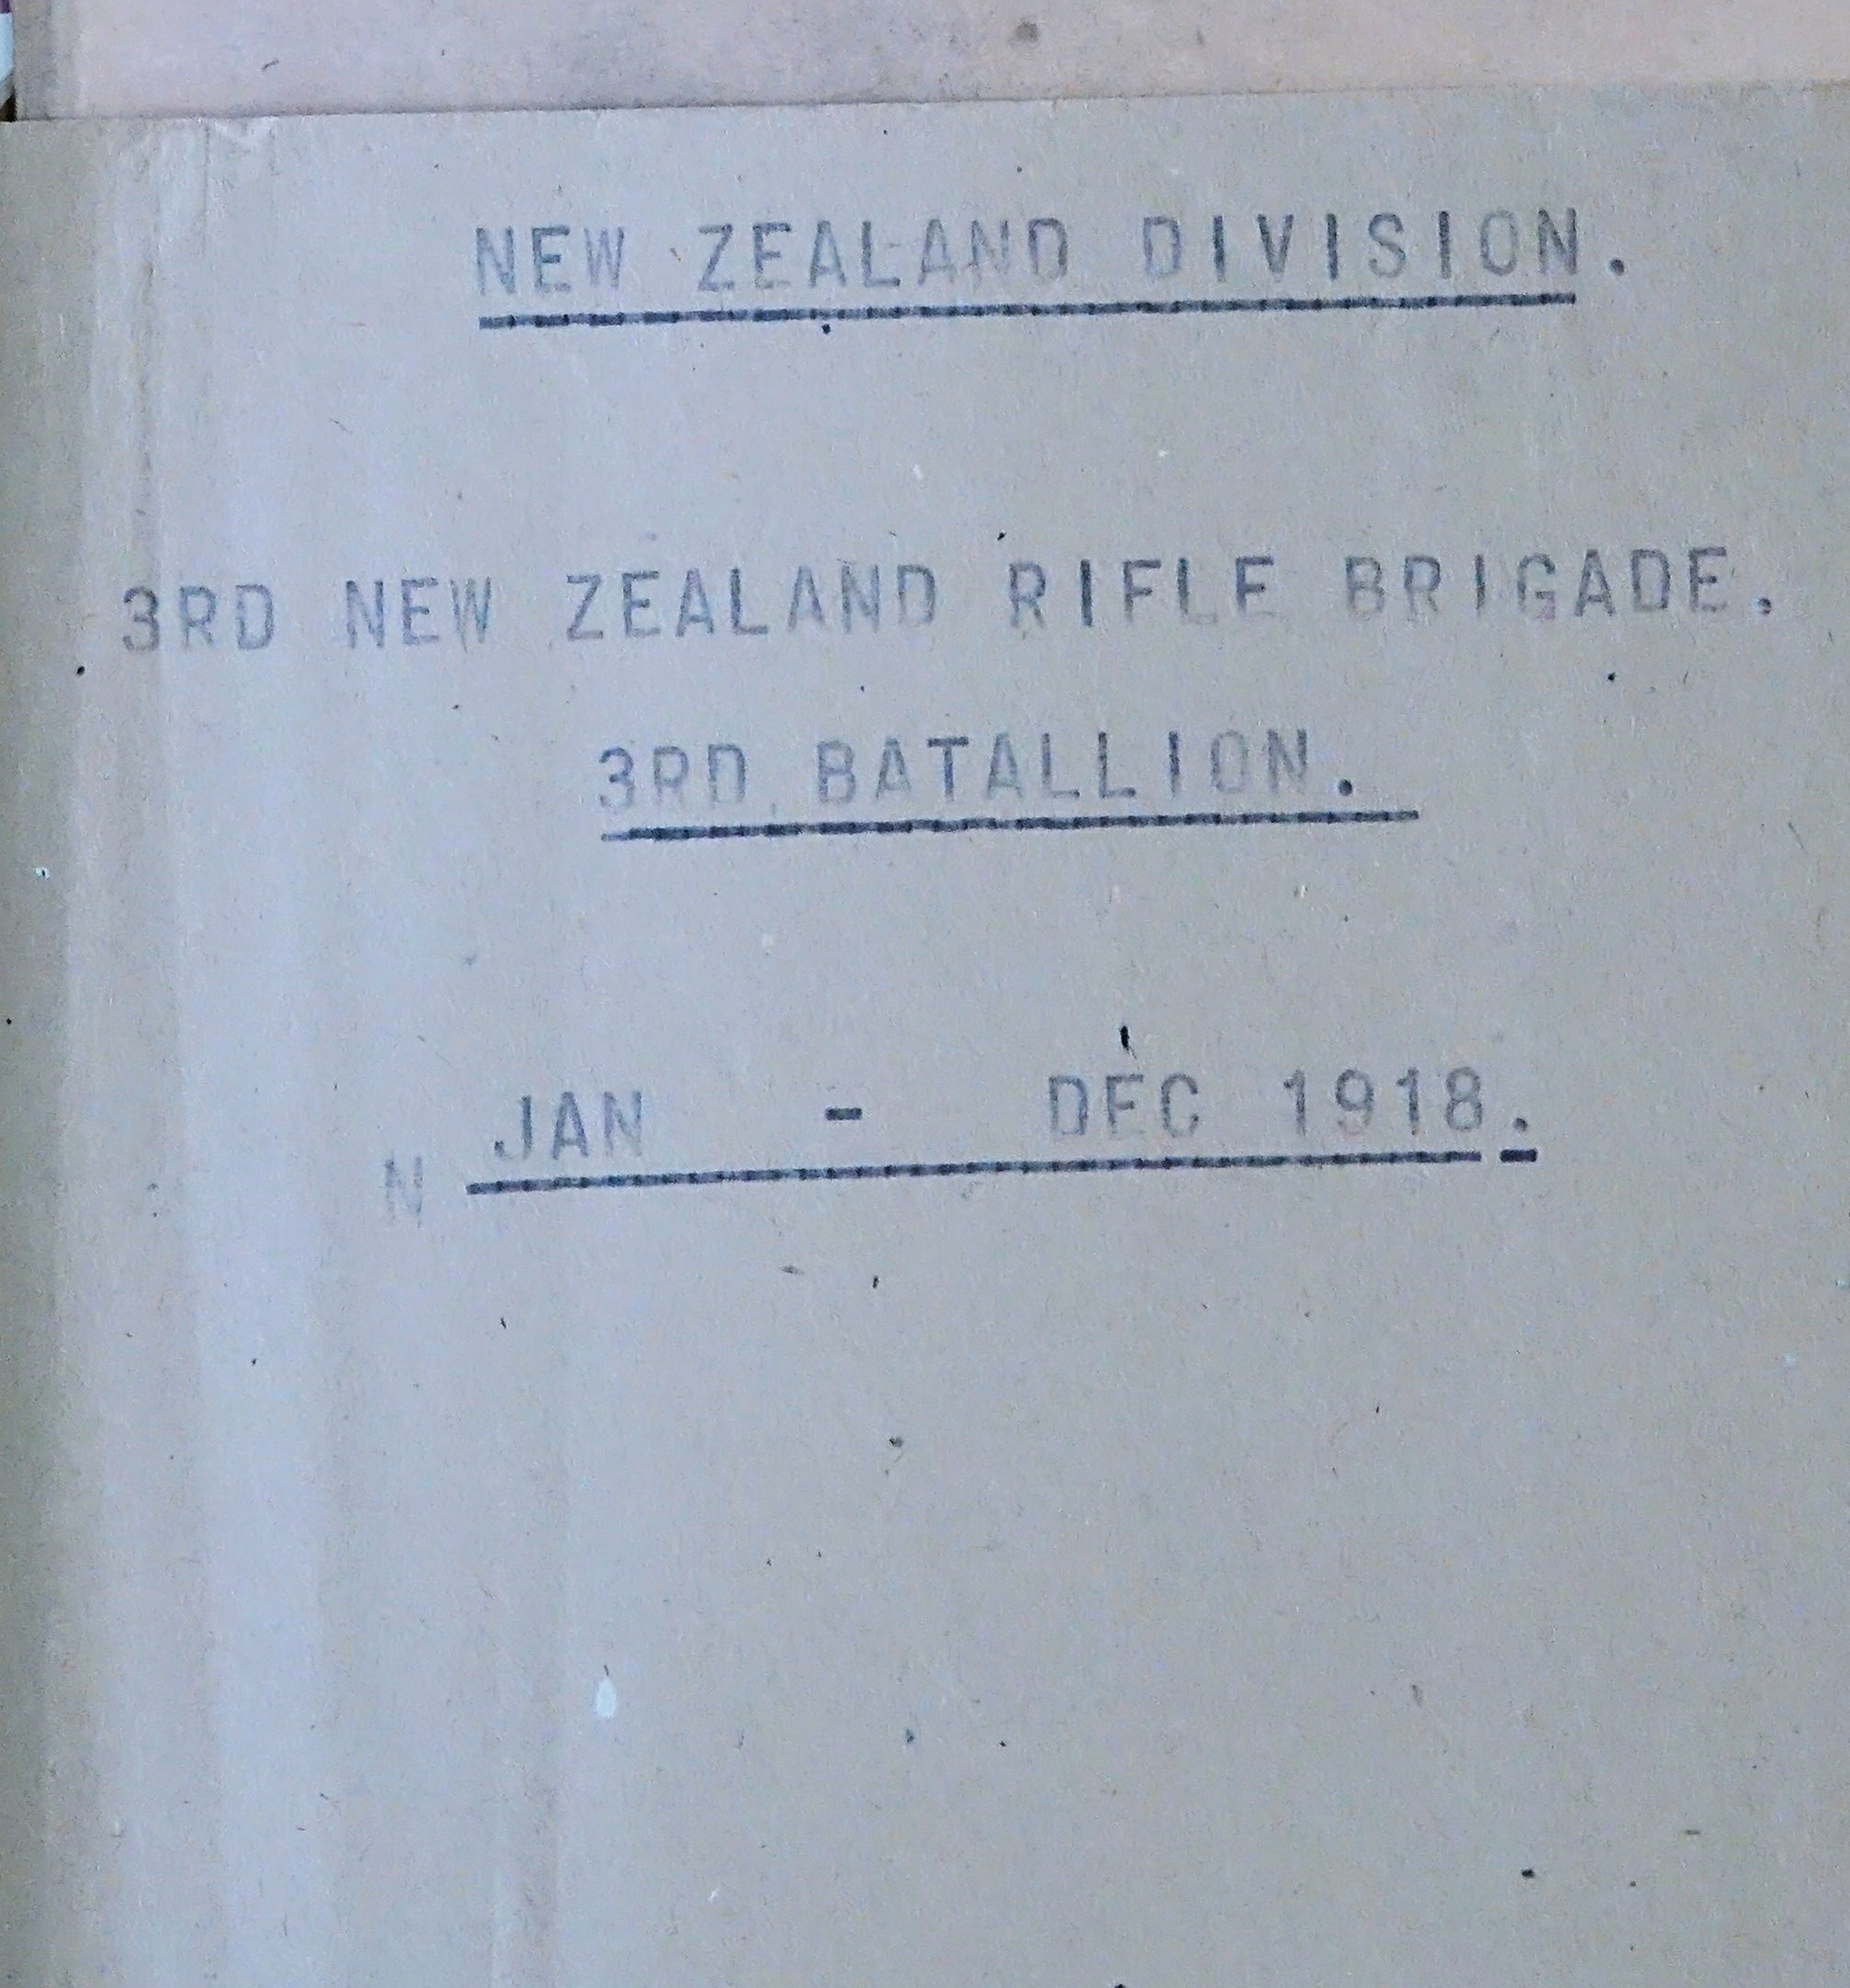 NEW ZEALAND DIVISION.
3RD NEW ZEALAND RIFLE BRIGADE.
3RD BATALLION.
JAN - DEC 1918.
N